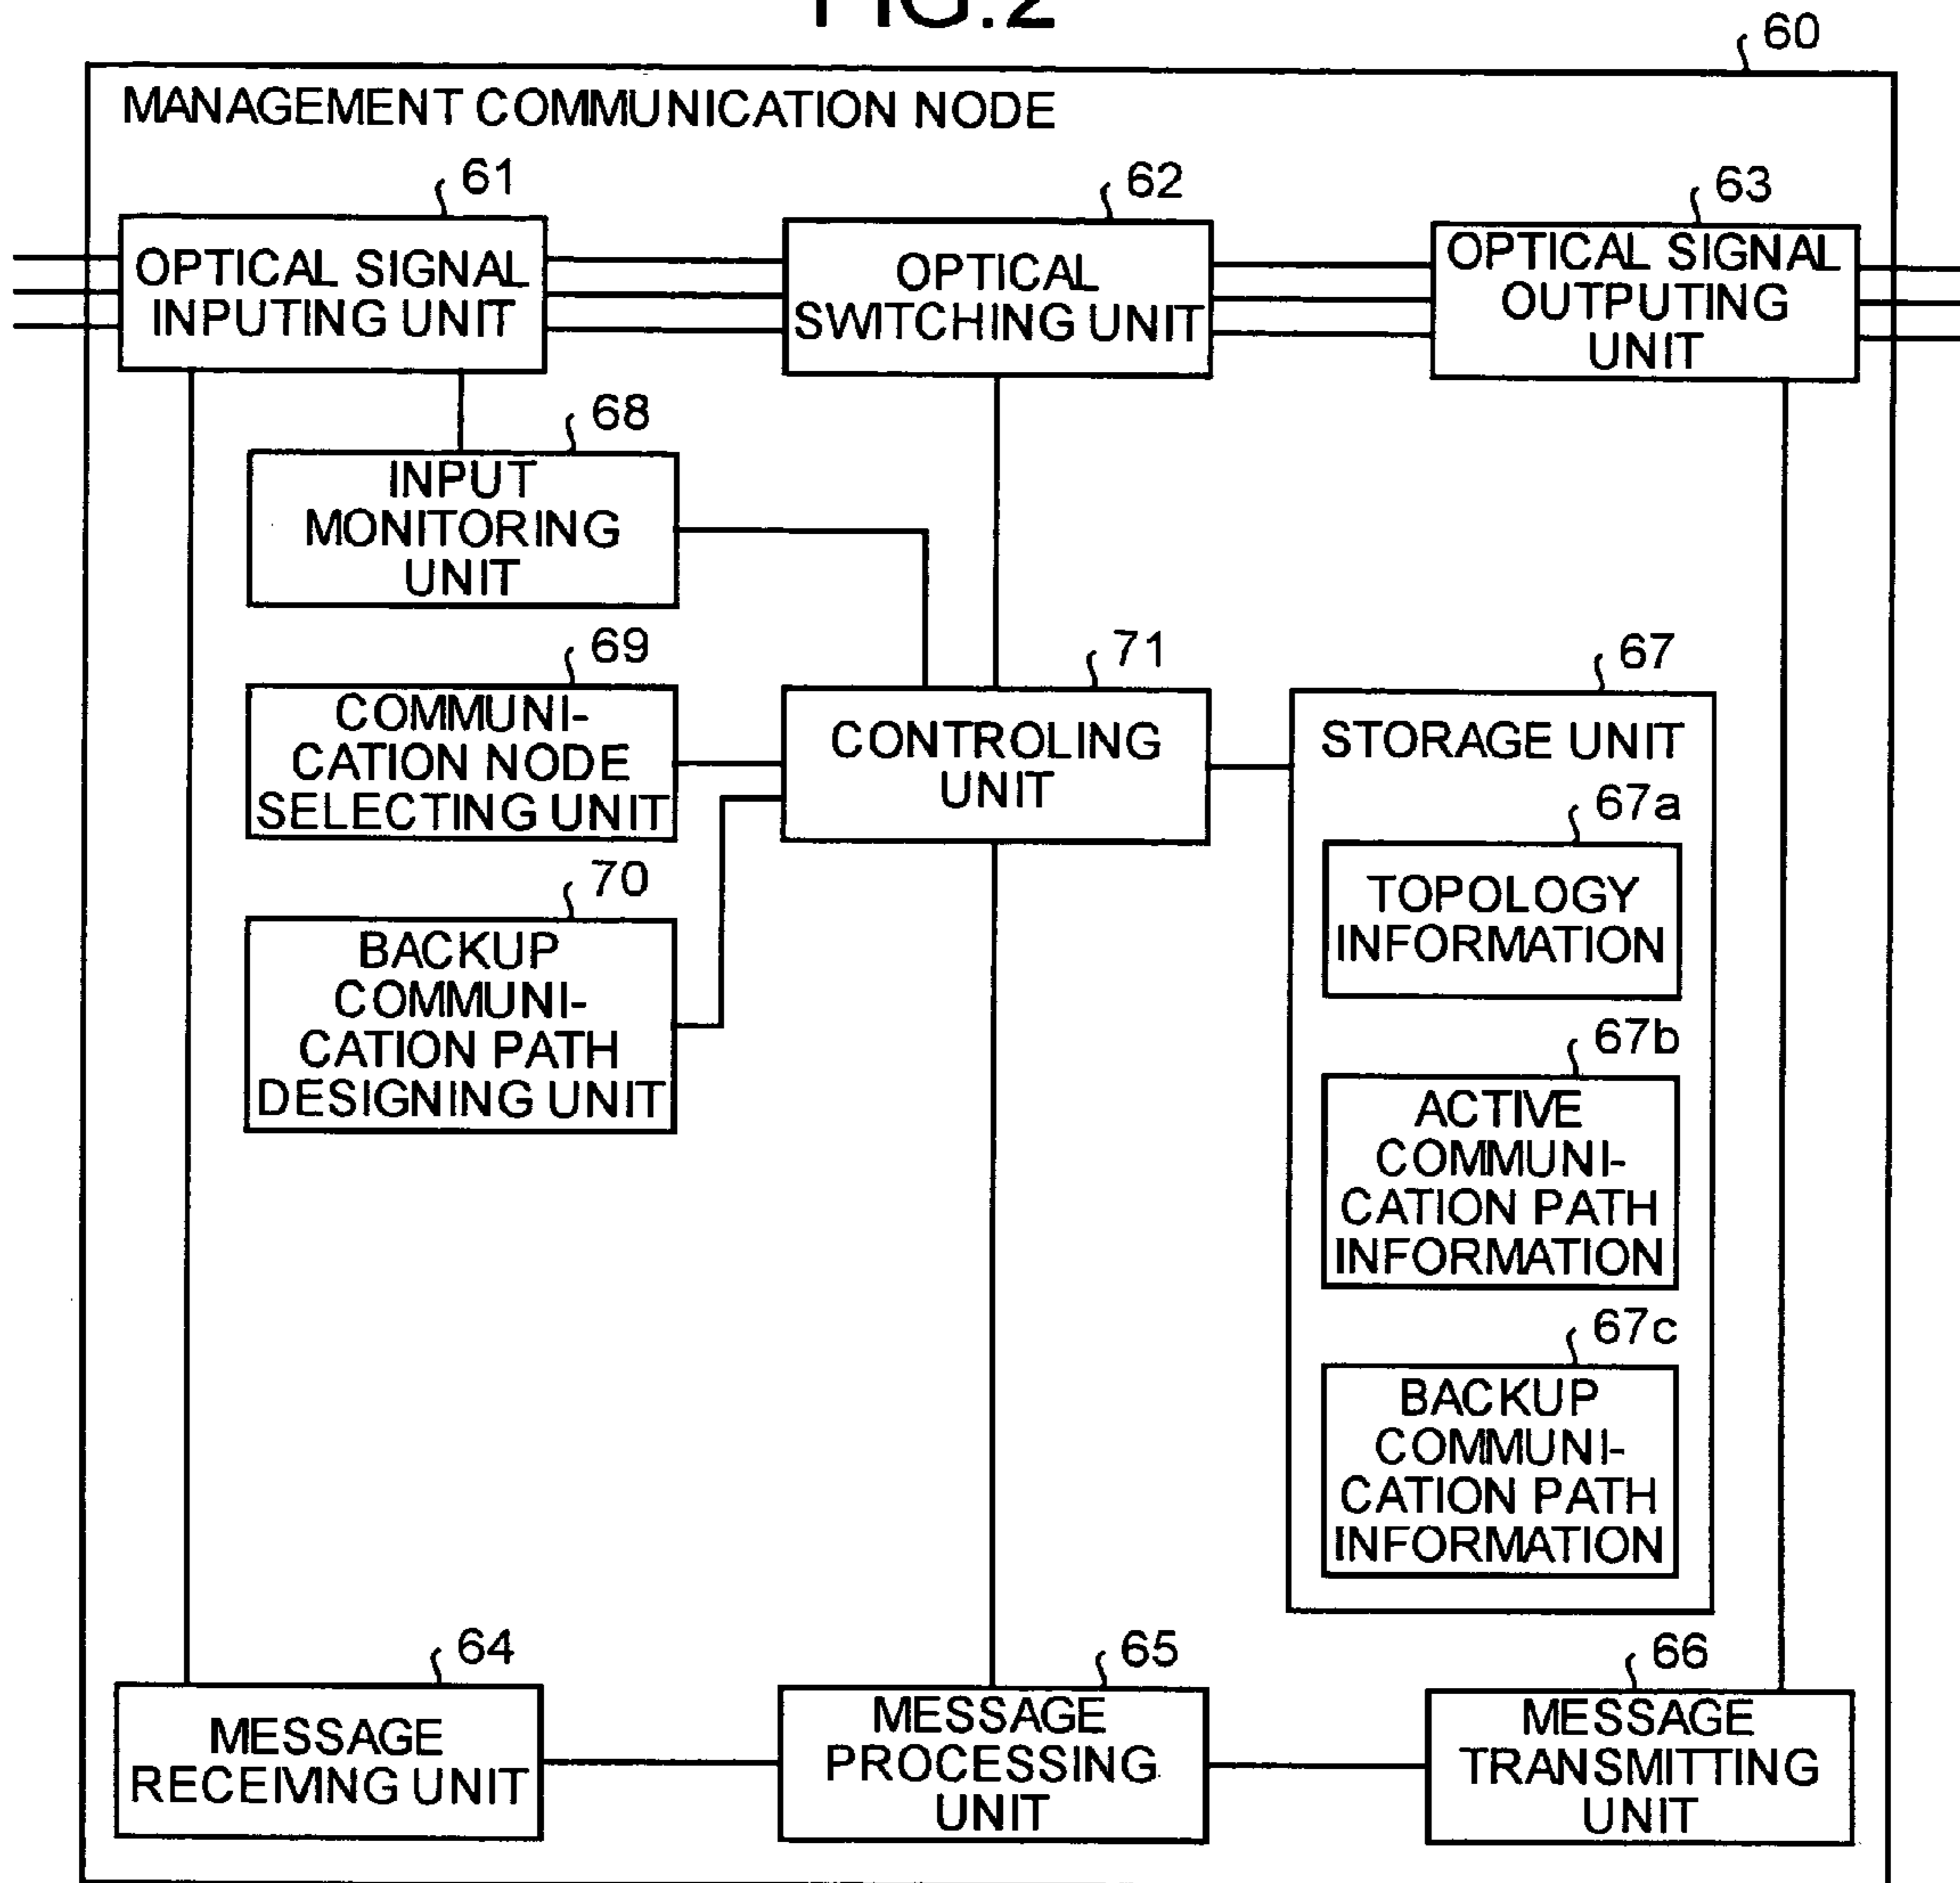 FIG.2
60
MANAGEMENT COMMUNICATION NODE
61
OPTICAL SIGNAL
INPUTING UNIT
62
OPTICAL
SWITCHING UNIT
63
OPTICAL SIGNAL
OUTPUTING
UNIT
68
INPUT
MONITORING
UNIT
69
COMMUNI-
CATION NODE
SELECTING UNIT
71
CONTROLING
UNIT
67
STORAGE UNIT
67a
TOPOLOGY
INFORMATION
70
BACKUP
COMMUNI-
CATION PATH
DESIGNING UNIT
67b
ACTIVE
COMMUNI-
CATION PATH
INFORMATION
67c
BACKUP
COMMUNI-
CATION PATH
INFORMATION
64
MESSAGE
RECEIVING UNIT
65
MESSAGE
PROCESSING
UNIT
66
MESSAGE
TRANSMITTING
UNIT